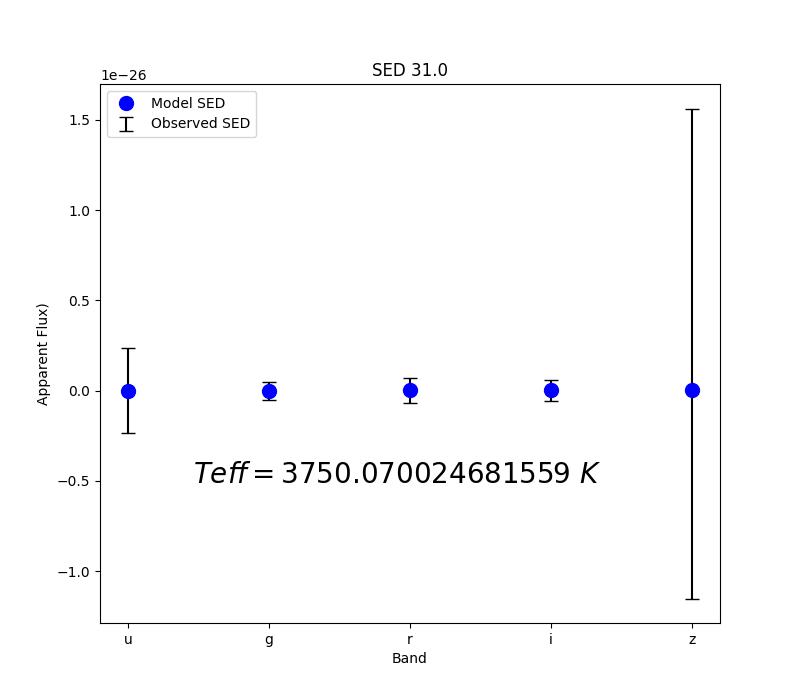 SED 31.0
1e−26
Model SED
Observed SED
1.5
1.0
0.5
0.0
−0.5
−1.0
Apparent Flux)
Teff = 3750.070024681559 K
u g r i z
Band